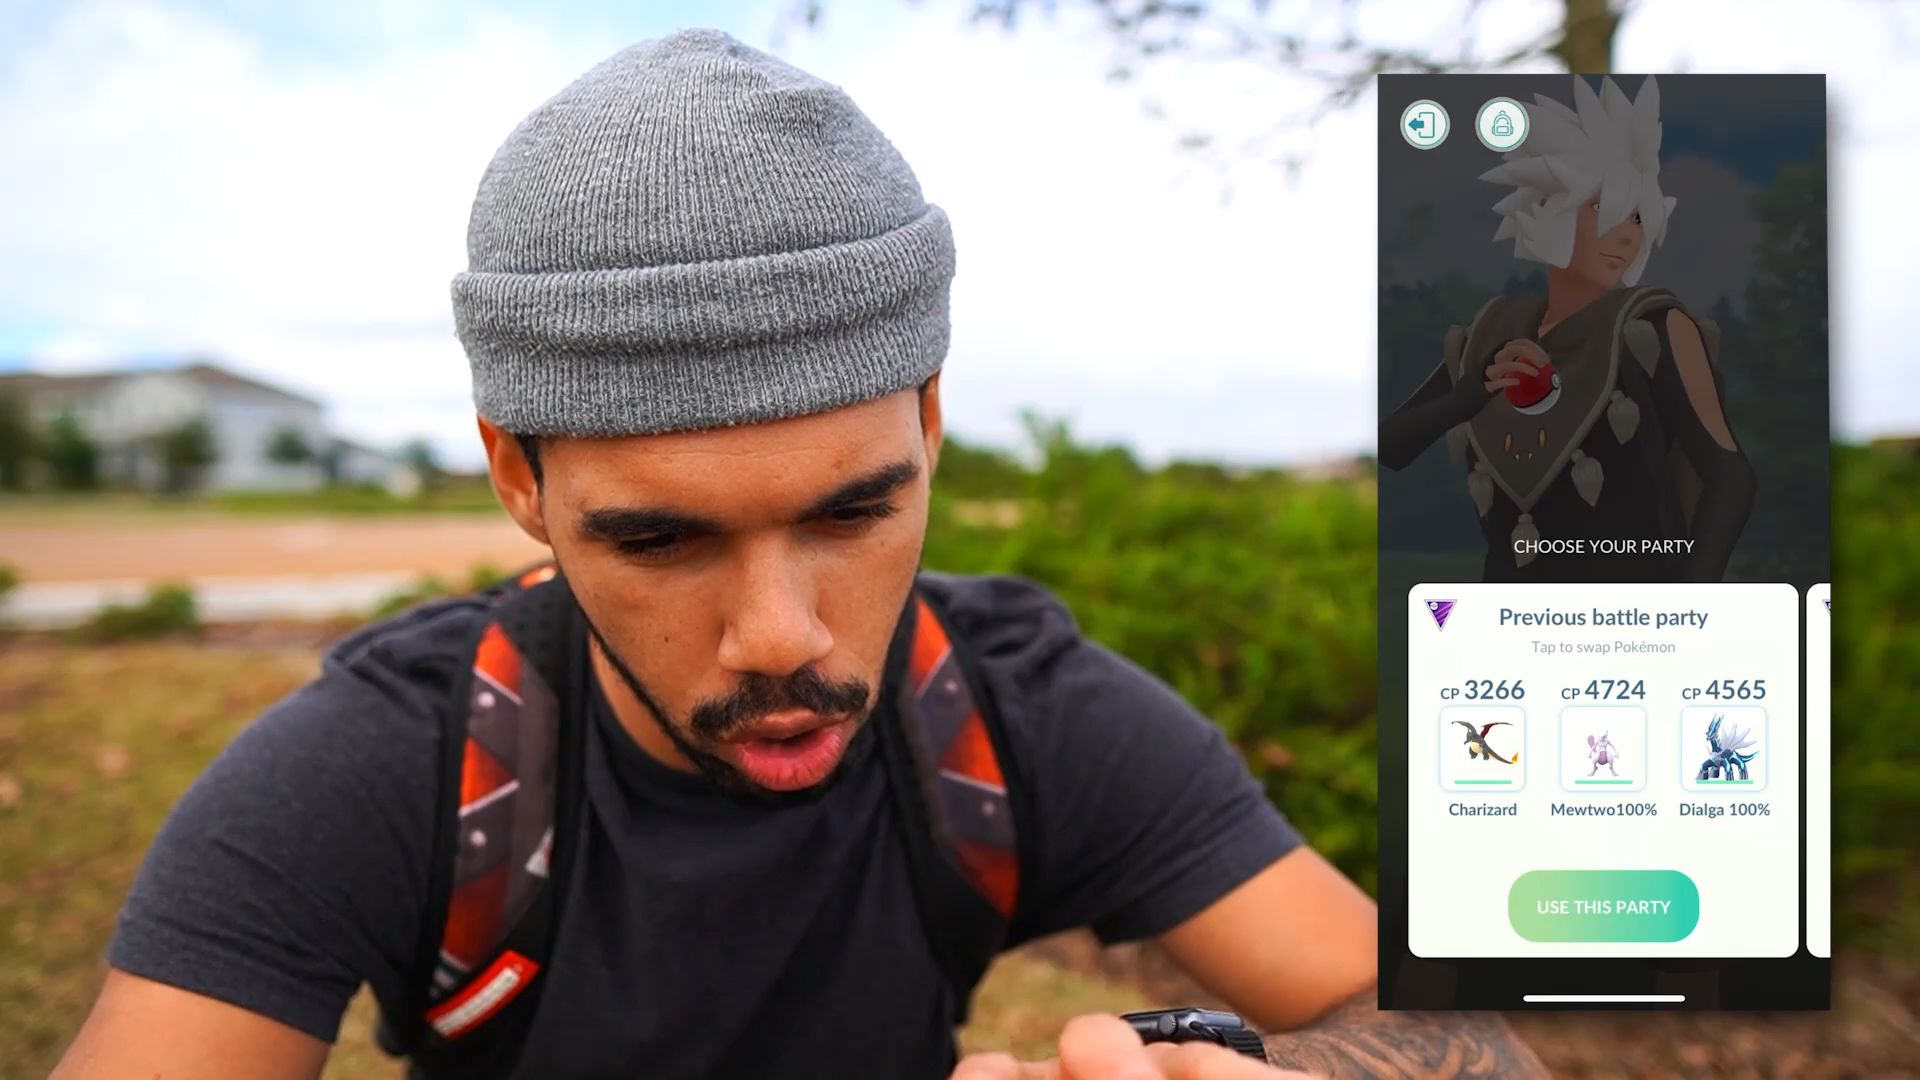 CHOOSE YOUR PARTY
Previous battle party
Tap to swap Pokémon
CP 3266 CP 4724 CP 4565
Charizard Mewtwo100% Dialga 100%
USE THIS PARTY